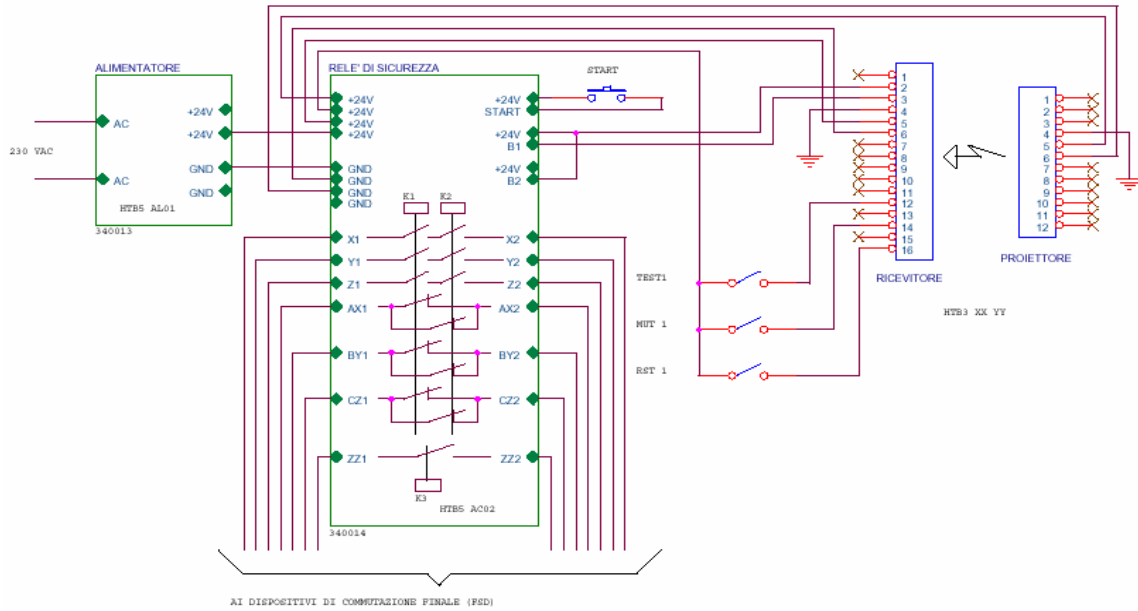 ALIMENTATORE
AC
+24V
+24V
230 VAC
GND
AC
GND
HTB5 AL01
340013
RELE' DI SICUREZZA
+24V
+24V
+24V
+24V
GND
GND
GND
GND
+24V
START
+24V
B1
+24V
B2
START
K1
K2
X1
X2
Y1
Y2
Z1
Z2
AX1
AX2
BY1
BY2
CZ1
CZ2
ZZ1
ZZ2
K3
HTB5 AC02
340014
TEST1
MUT 1
RST 1
1
2
3
4
5
6
7
8
9
10
11
12
13
14
15
16
RICEVITORE
1
2
3
4
5
6
7
8
9
10
11
12
PROIETTORE
HTB3 XX YY
AI DISPOSITIVI DI COMMUTAZIONE FINALE (FSD)